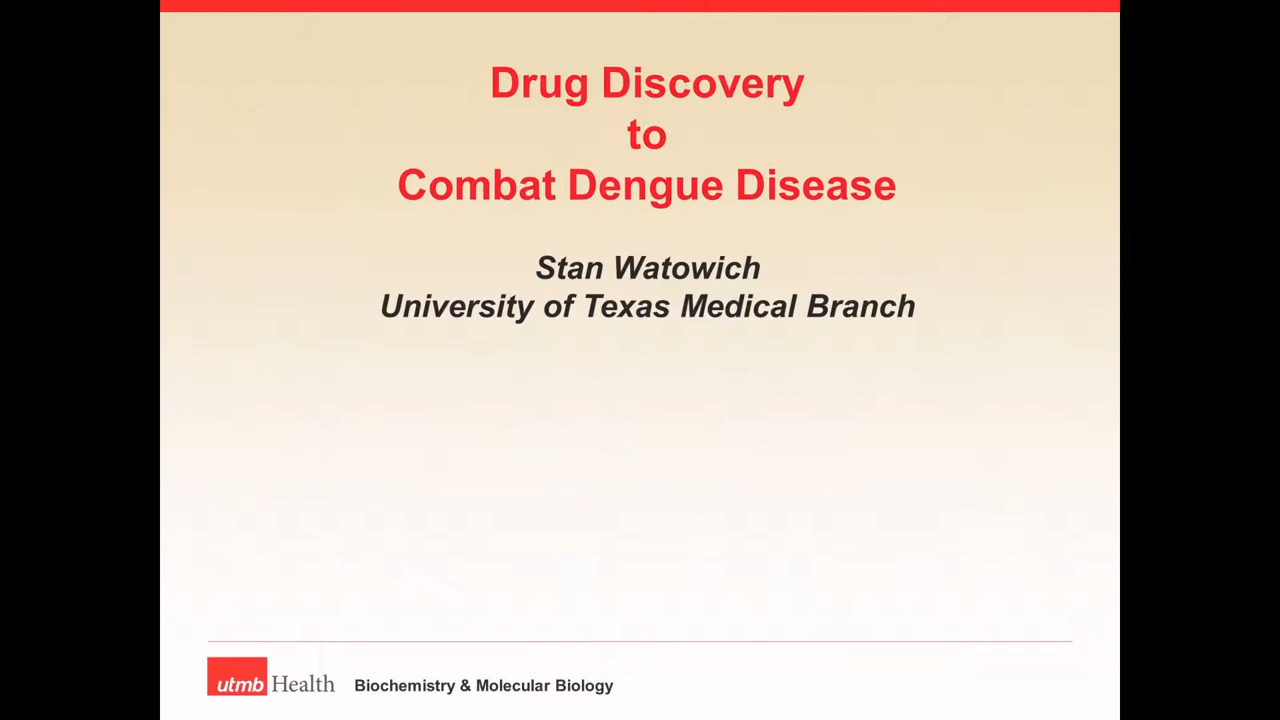 Drug Discovery
to
Combat Dengue Disease
Stan Watowich
University of Texas Medical Branch
utmb Health
Biochemistry & Molecular Biology